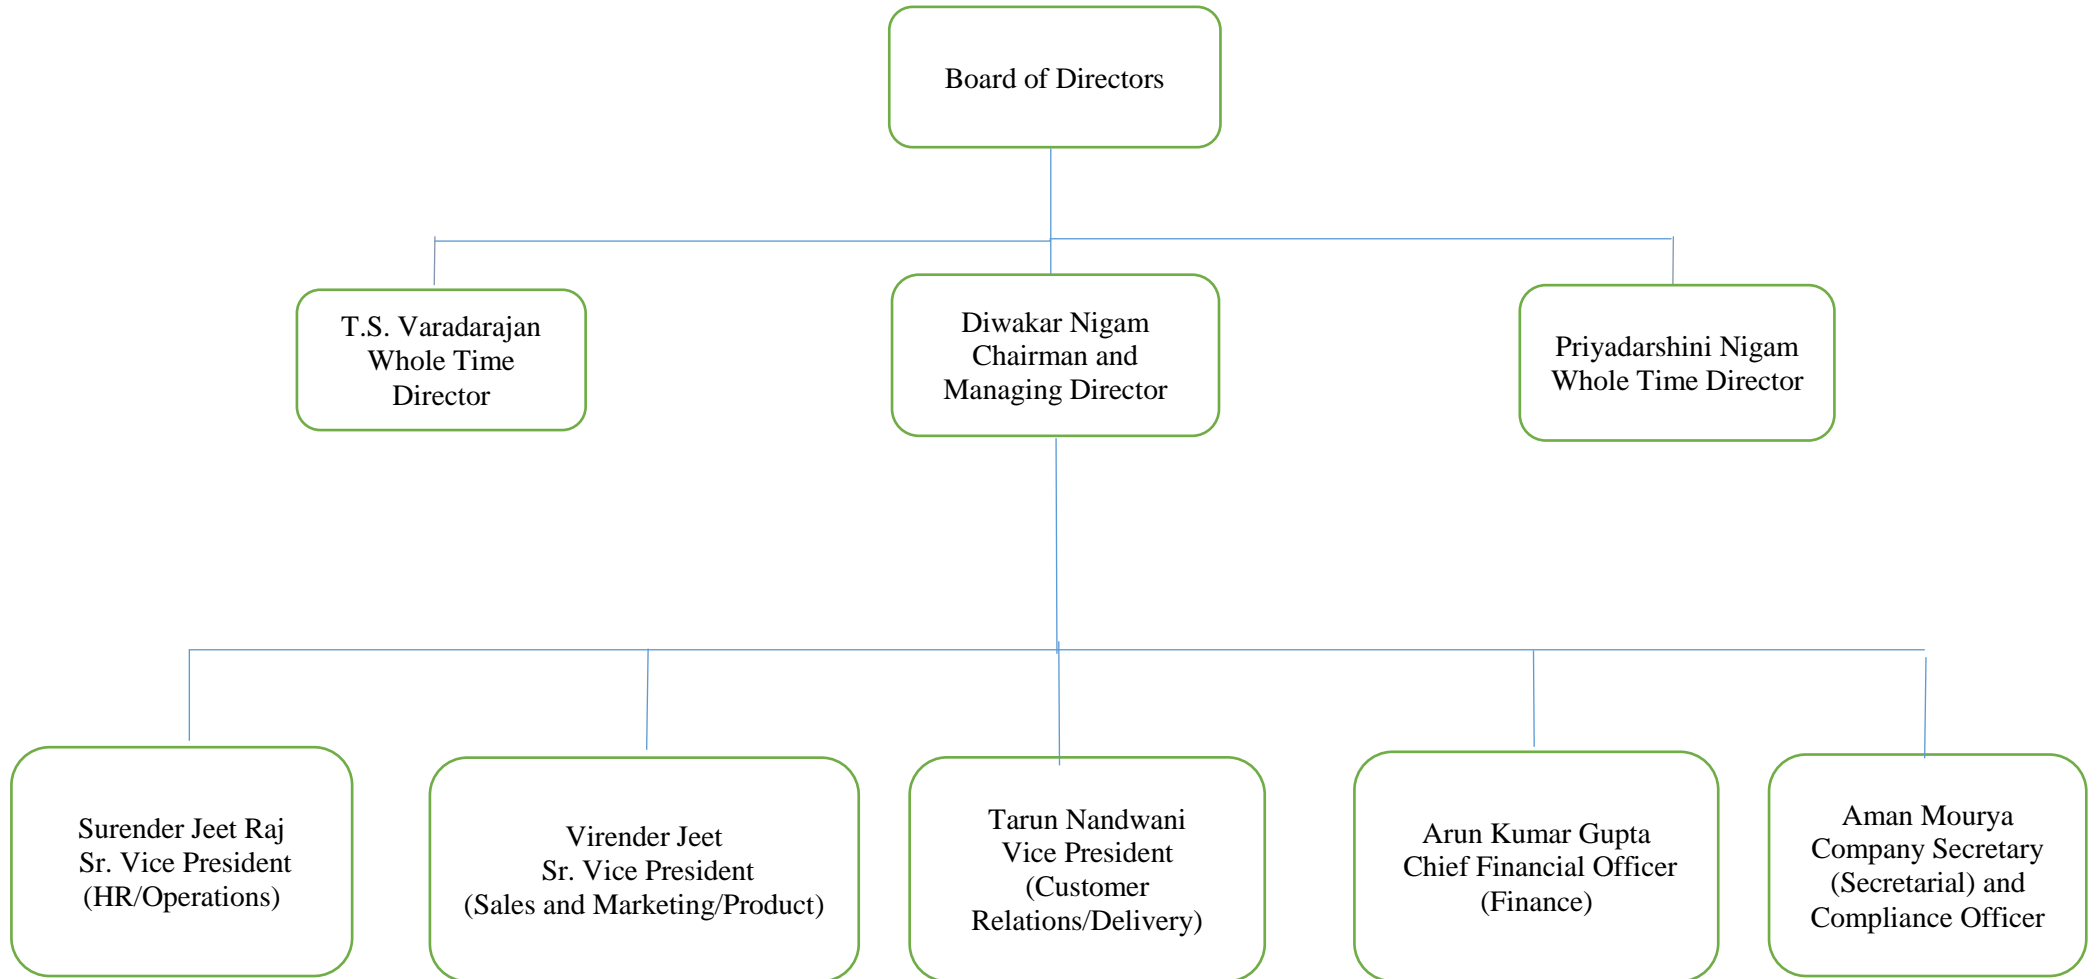 Board of Directors
T.S. Varadarajan
Whole Time
Director
Diwakar Nigam
Chairman and
Managing Director
Priyadarshini Nigam
Whole Time Director
Surender Jeet Raj
Sr. Vice President
(HR/Operations)
Virender Jeet
Sr. Vice President
(Sales and Marketing/Product)
Tarun Nandwani
Vice President
(Customer
Relations/Delivery)
Arun Kumar Gupta
Chief Financial Officer
(Finance)
Aman Mourya
Company Secretary
(Secretarial) and
Compliance Officer